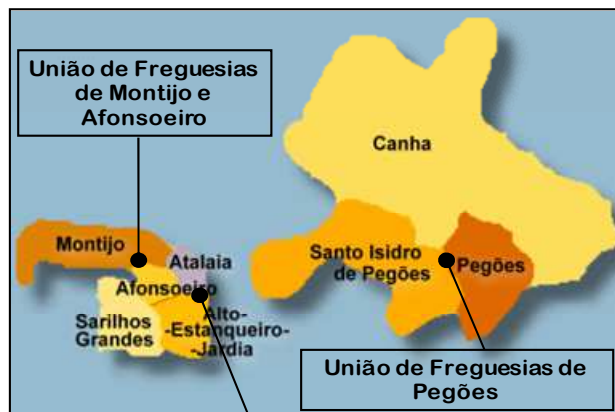 União de Freguesias
de Montijo e
Afonsoeiro
Canha
Montijo
Atalaia
Santo Isidro
de Pegões
Pegões
Afonsoeiro
Sarilhos
Grandes
Alto-
-Estanqueiro-
-Jardia
União de Freguesias de
Pegões